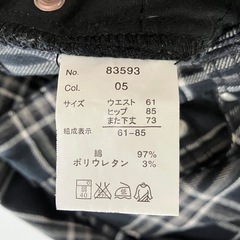 No. 83593
Col. 05
サイズ ウエスト 61
ヒップ 85
また下丈 73
組成表示 61-85
綿 97%
ポリウレタン 3%
40